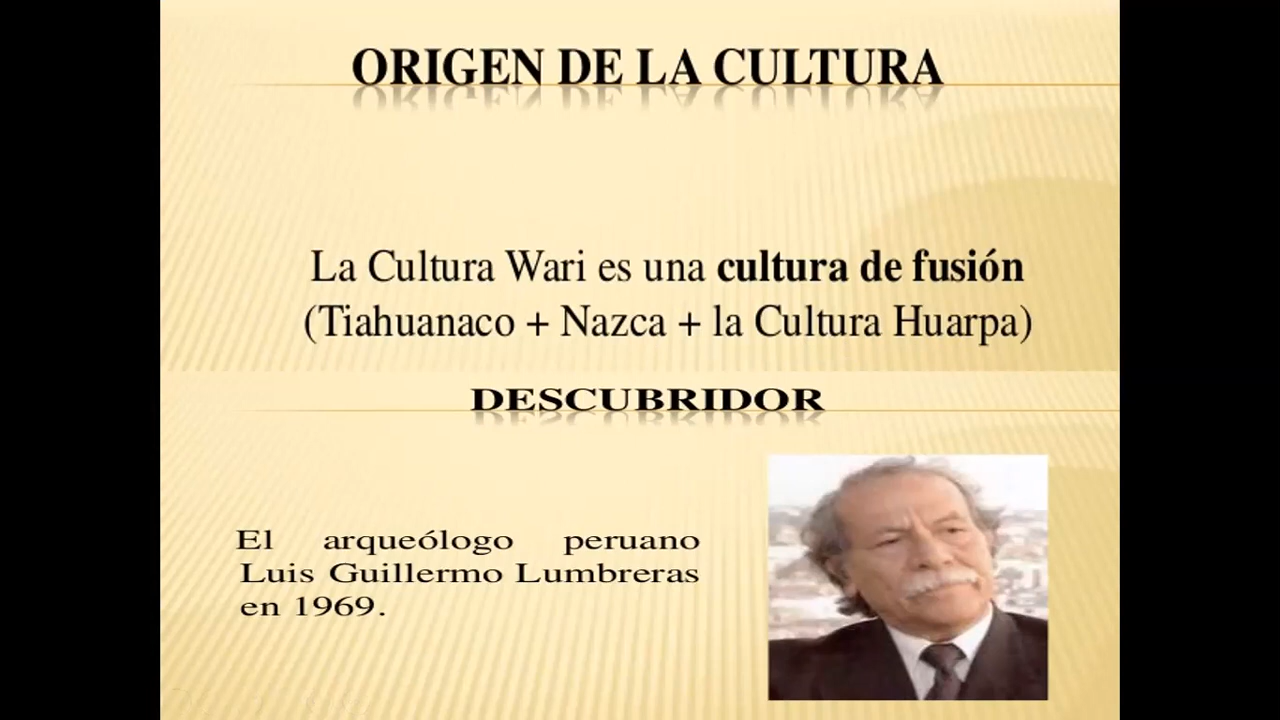 ORIGEN DE LA CULTURA
La Cultura Wari es una cultura de fusión
(Tiahuanaco + Nazca + la Cultura Huarpa)
DESCUBRIDOR
El arqueólogo peruano
Luis Guillermo Lumbreras
en 1969.